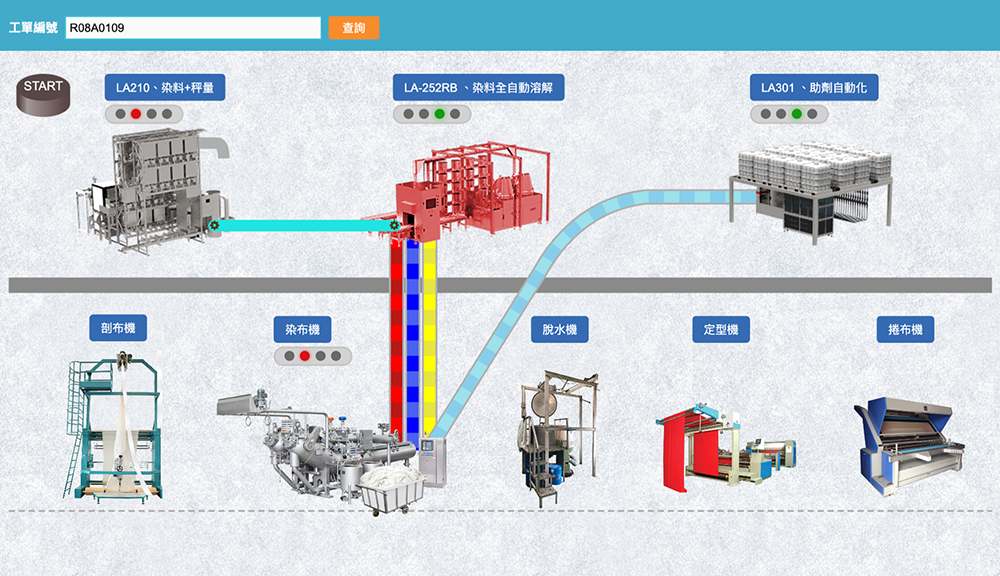 工單編號 R08A0109 查詢
START
LA210、染料+秤量
LA-252RB 、染料全自動溶解
LA301 、助劑自動化
剖布機
染布機
脫水機
定型機
捲布機